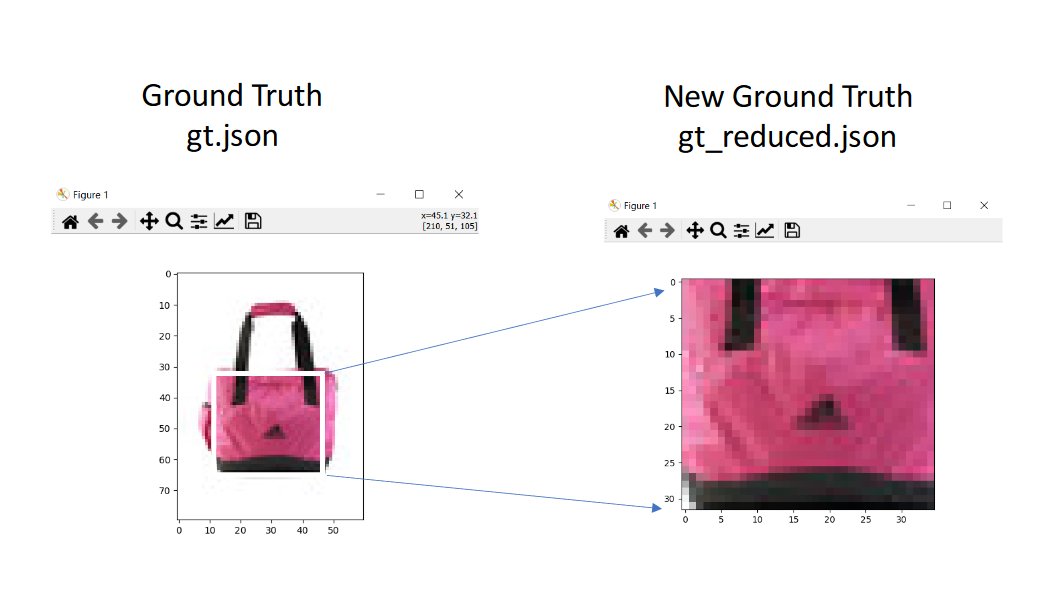 Ground Truth
gt.json
New Ground Truth
gt_reduced.json
Figure 1
x=45.1 y=32.1
[210, 51, 105]
0
10
20
30
40
50
60
70
0 10 20 30 40 50
Figure 1
0
5
10
15
20
25
30
0 5 10 15 20 25 30